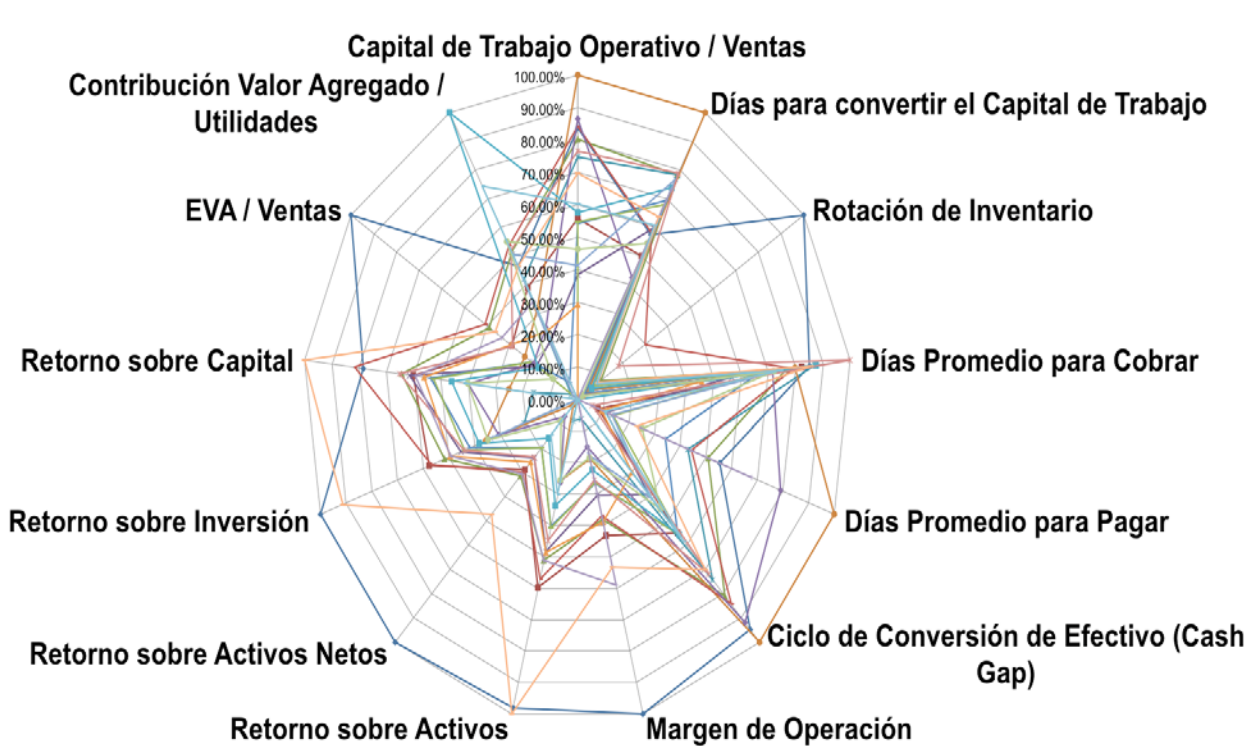 Capital de Trabajo Operativo / Ventas
Contribución Valor Agregado /
Utilidades
Días para convertir el Capital de Trabajo
EVA / Ventas
Rotación de Inventario
Retorno sobre Capital
Días Promedio para Cobrar
Retorno sobre Inversión
Días Promedio para Pagar
Retorno sobre Activos Netos
Ciclo de Conversión de Efectivo (Cash
Gap)
Retorno sobre Activos
Margen de Operación
100.00%
90.00%
80.00%
70.00%
60.00%
50.00%
40.00%
30.00%
20.00%
10.00%
0.00%